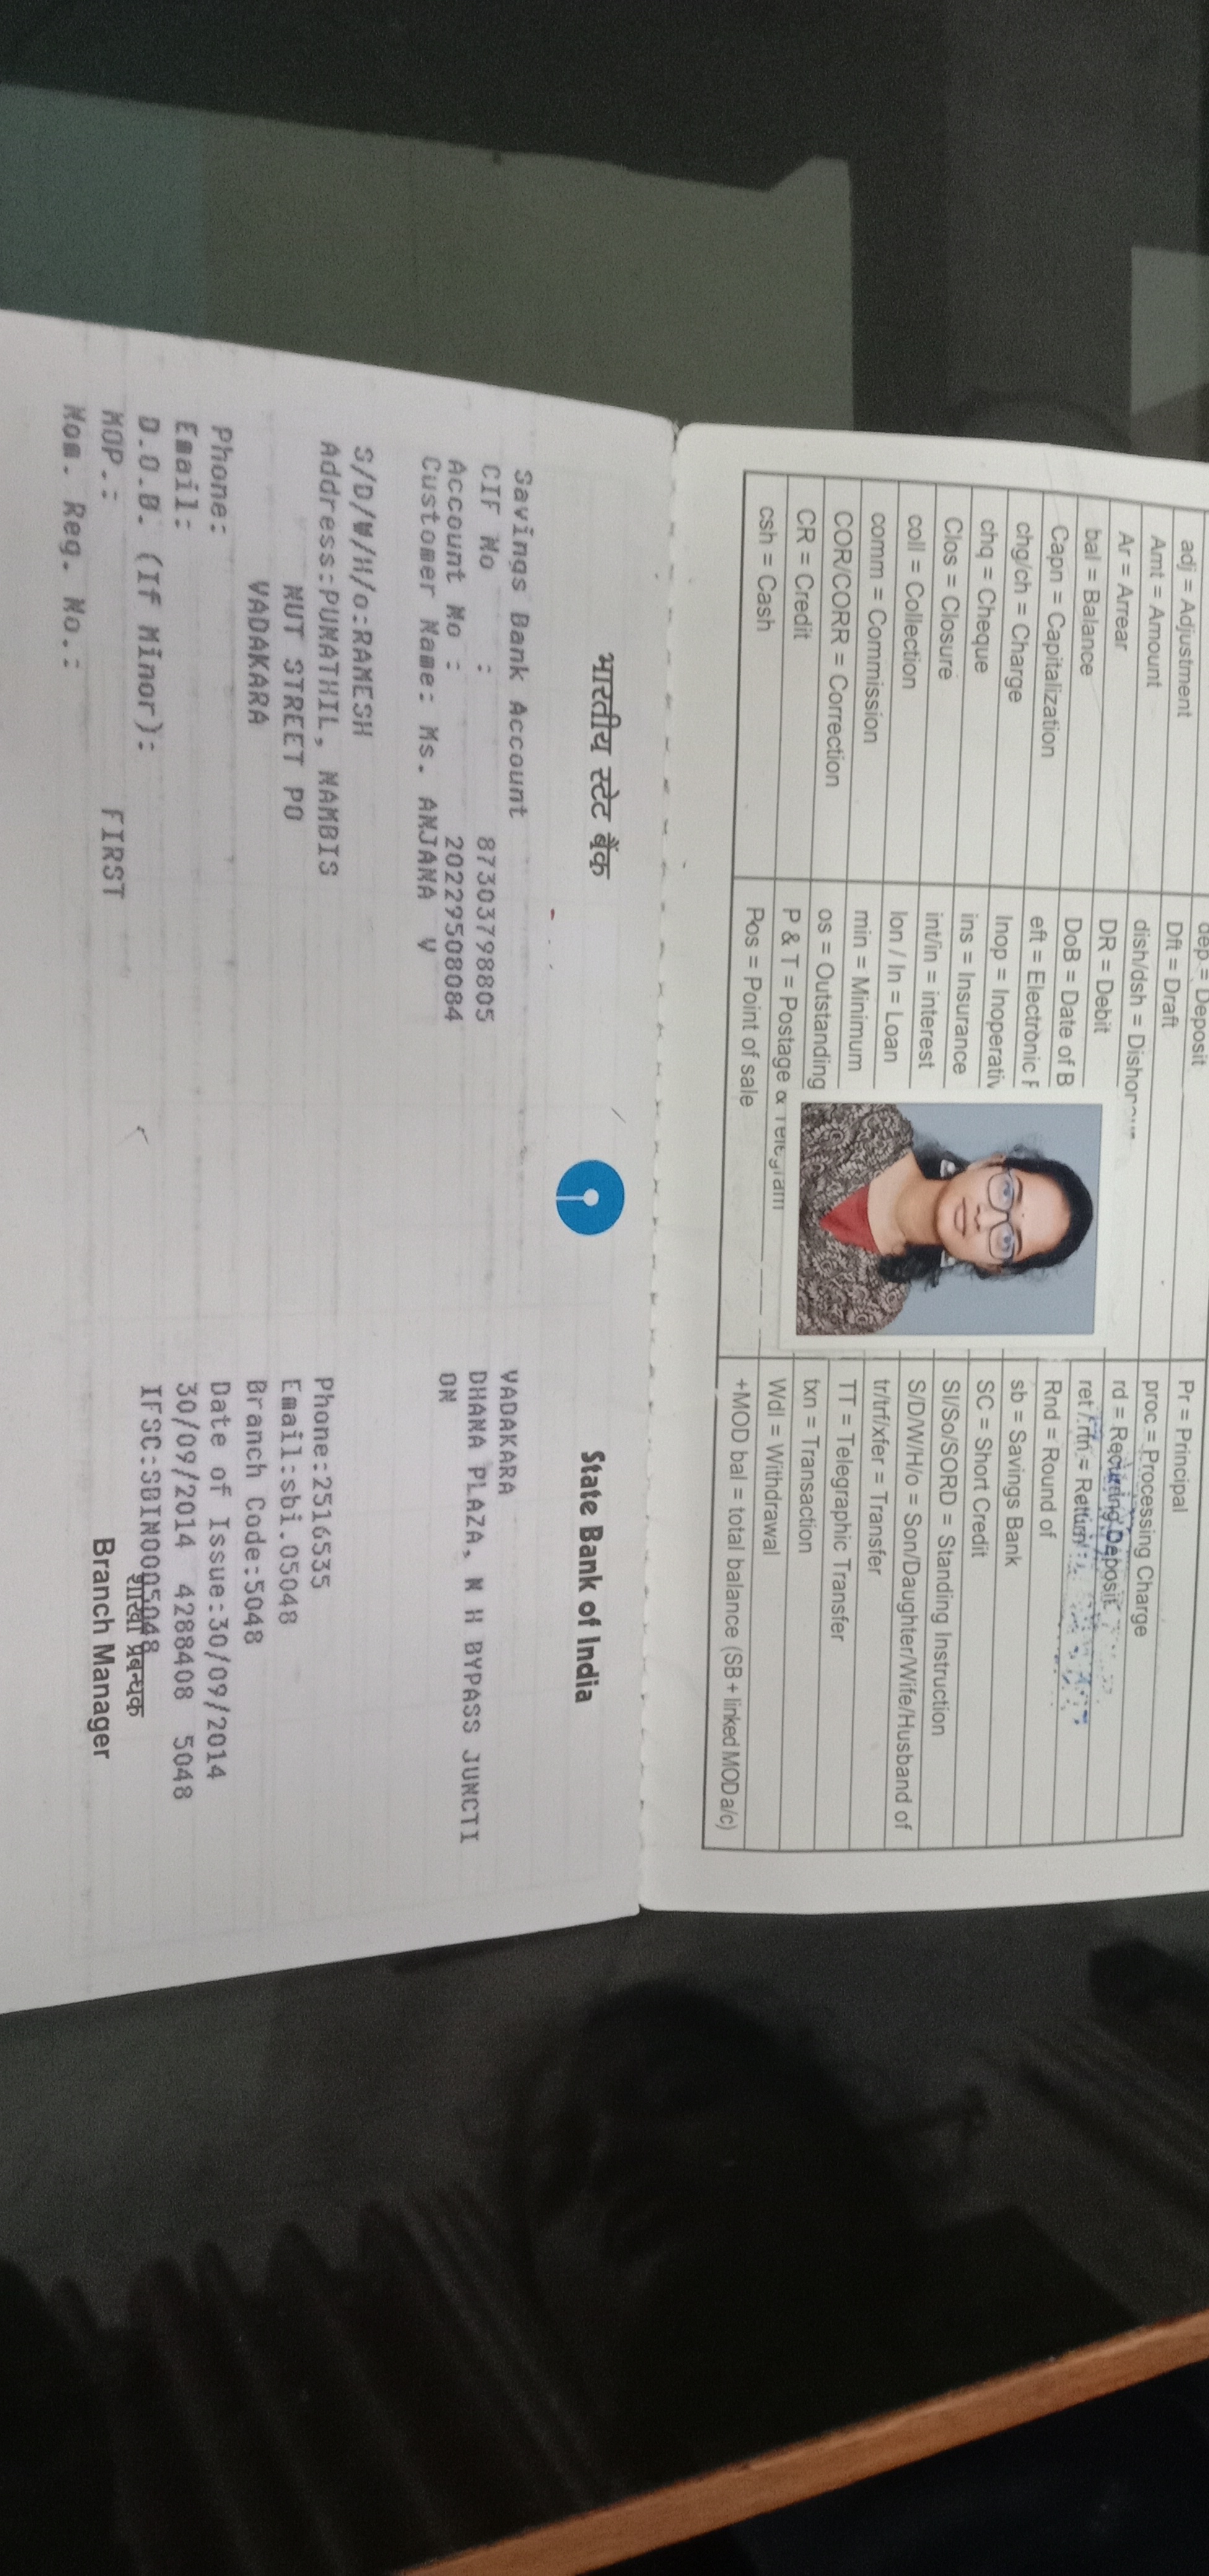 adj = Adjustment
Amt = Amount
Ar = Arrear
bal = Balance
Capn = Capitalization
chg/ch = Charge
chq = Cheque
Clos = Closure
coll = Collection
comm = Commission
COR/CORR = Correction
CR = Credit
csh = Cash
dep = Deposit
Dft = Draft
dish/dsh =
DR = Debit
DoB = Date of B
eft = Electronic F
Inop = Inoperativ
ins = Insurance
int/in = interest
lon / ln = Loan
min = Minimum
os = Outstanding
P & T = Postage & Telegram
Pos = Point of sale
Pr = Principal
proc = Processing Charge
rd = Recurring Deposit
ret / rtn = Return
Rnd = Round of
sb = Savings Bank
SC = Short Credit
SI/So/SORD = Standing Instruction
S/D/W/H/o = Son/Daughter/Wife/Husband of
tr/trf/xfer = Transfer
TT = Telegraphic Transfer
txn = Transaction
Wdl = Withdrawal
+MOD bal = total balance (SB + linked MOD a/c)
भारतीय स्टेट बैंक State Bank of India
Savings Bank Account
CIF No : 87303798805
Account No : 20229508084
Customer Name: Ms. ANJANA V
S/D/W/H/o:RAMESH
Address:PUNATHIL, NAMBIS
NUT STREET PO
VADAKARA
Phone:
Email:
D.O.B. (If Minor):
MOP.: FIRST
Nom. Reg. No.:
VADAKARA
DHANA PLAZA, N H BYPASS JUNCTI
ON
Phone:2516535
Email:sbi.05048
Branch Code:5048
Date of Issue:30/09/2014
30/09/2014 4288408 5048
IFSC:SBIN0005048
शाखा प्रबन्धक
Branch Manager